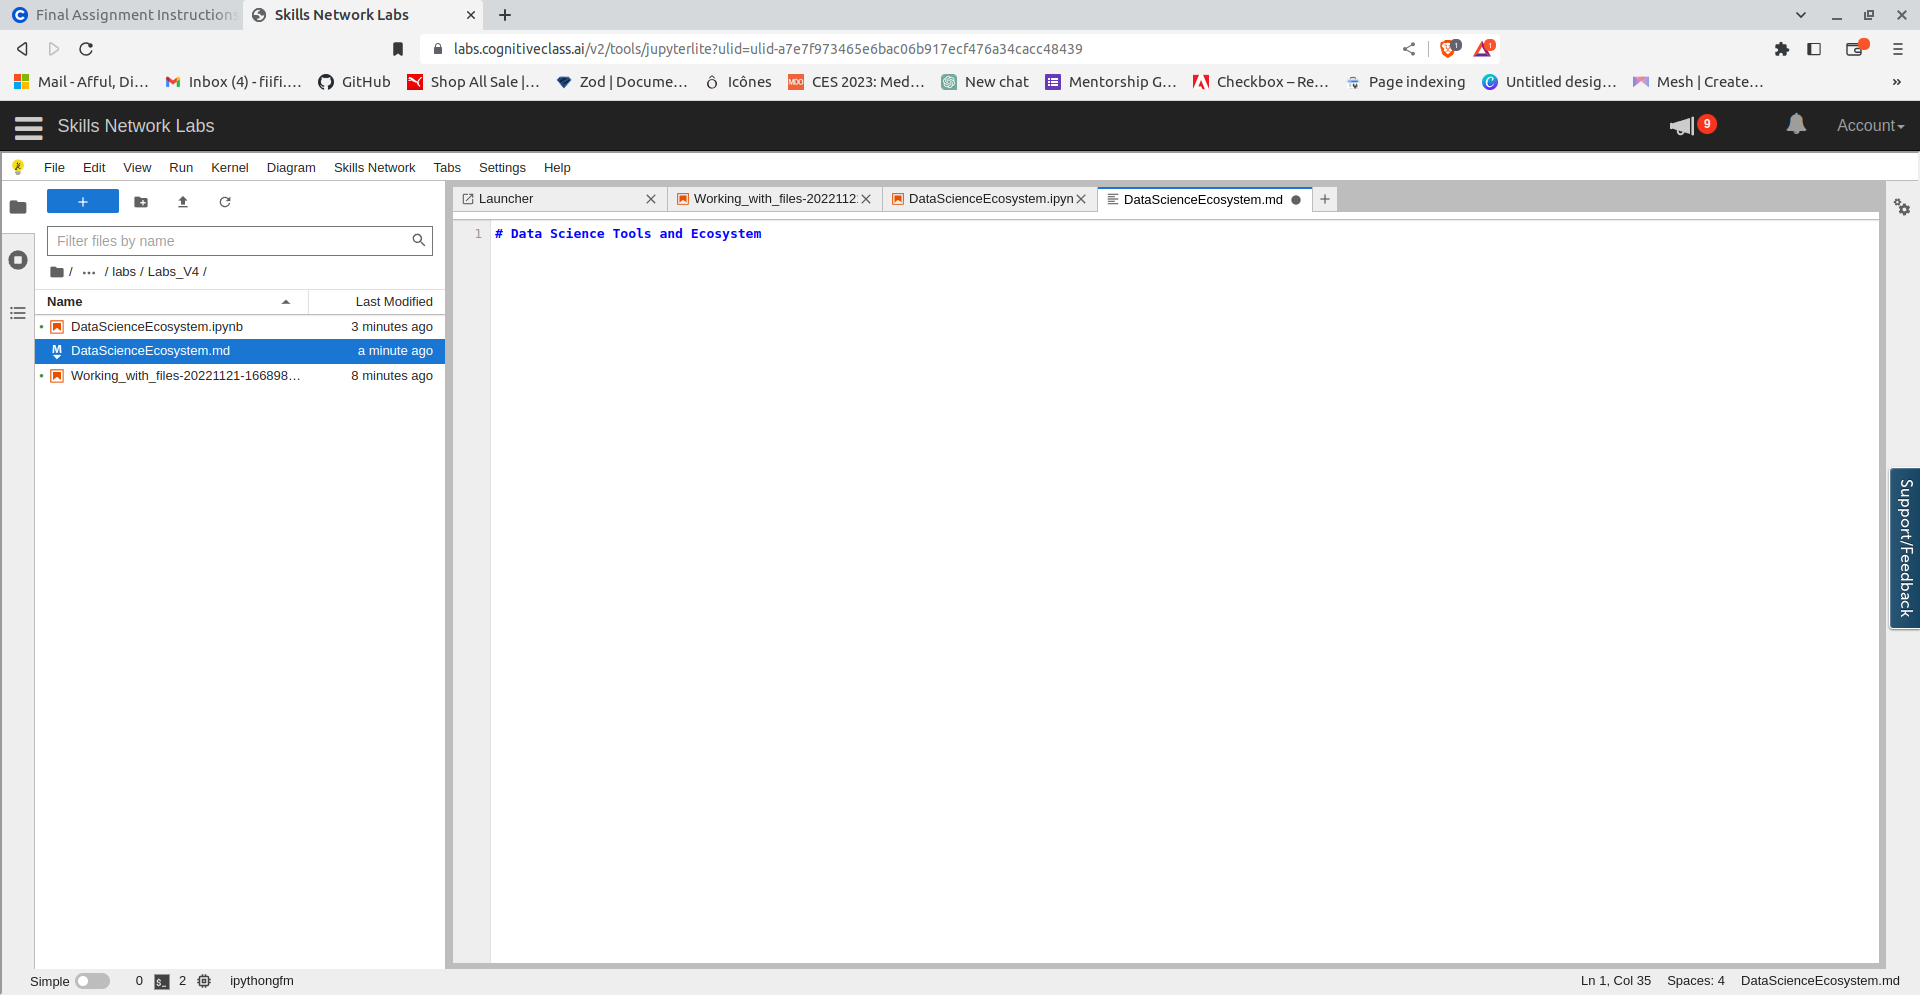 Final Assignment Instructions
Skills Network Labs
labs.cognitiveclass.ai/v2/tools/jupyterlite?ulid=ulid-a7e7f973465e6bac06b917ecf476a34cacc48439
1
1
Mail - Afful, Di...
Inbox (4) - fiifi....
GitHub
Shop All Sale |...
Zod | Docume...
Icônes
MDO
CES 2023: Med...
New chat
Mentorship G...
Checkbox – Re...
Page indexing
Untitled desig...
Mesh | Create...
»
Skills Network Labs
9
Account
File
Edit
View
Run
Kernel
Diagram
Skills Network
Tabs
Settings
Help
Launcher
Working_with_files-2022112
DataScienceEcosystem.ipyn
DataScienceEcosystem.md
Filter files by name
/ ... / labs / Labs_V4 /
Name
Last Modified
DataScienceEcosystem.ipynb
3 minutes ago
M
DataScienceEcosystem.md
a minute ago
Working_with_files-20221121-166898...
8 minutes ago
1
# Data Science Tools and Ecosystem
Support/Feedback
Simple
0
2
ipythongfm
Ln 1, Col 35
Spaces: 4
DataScienceEcosystem.md